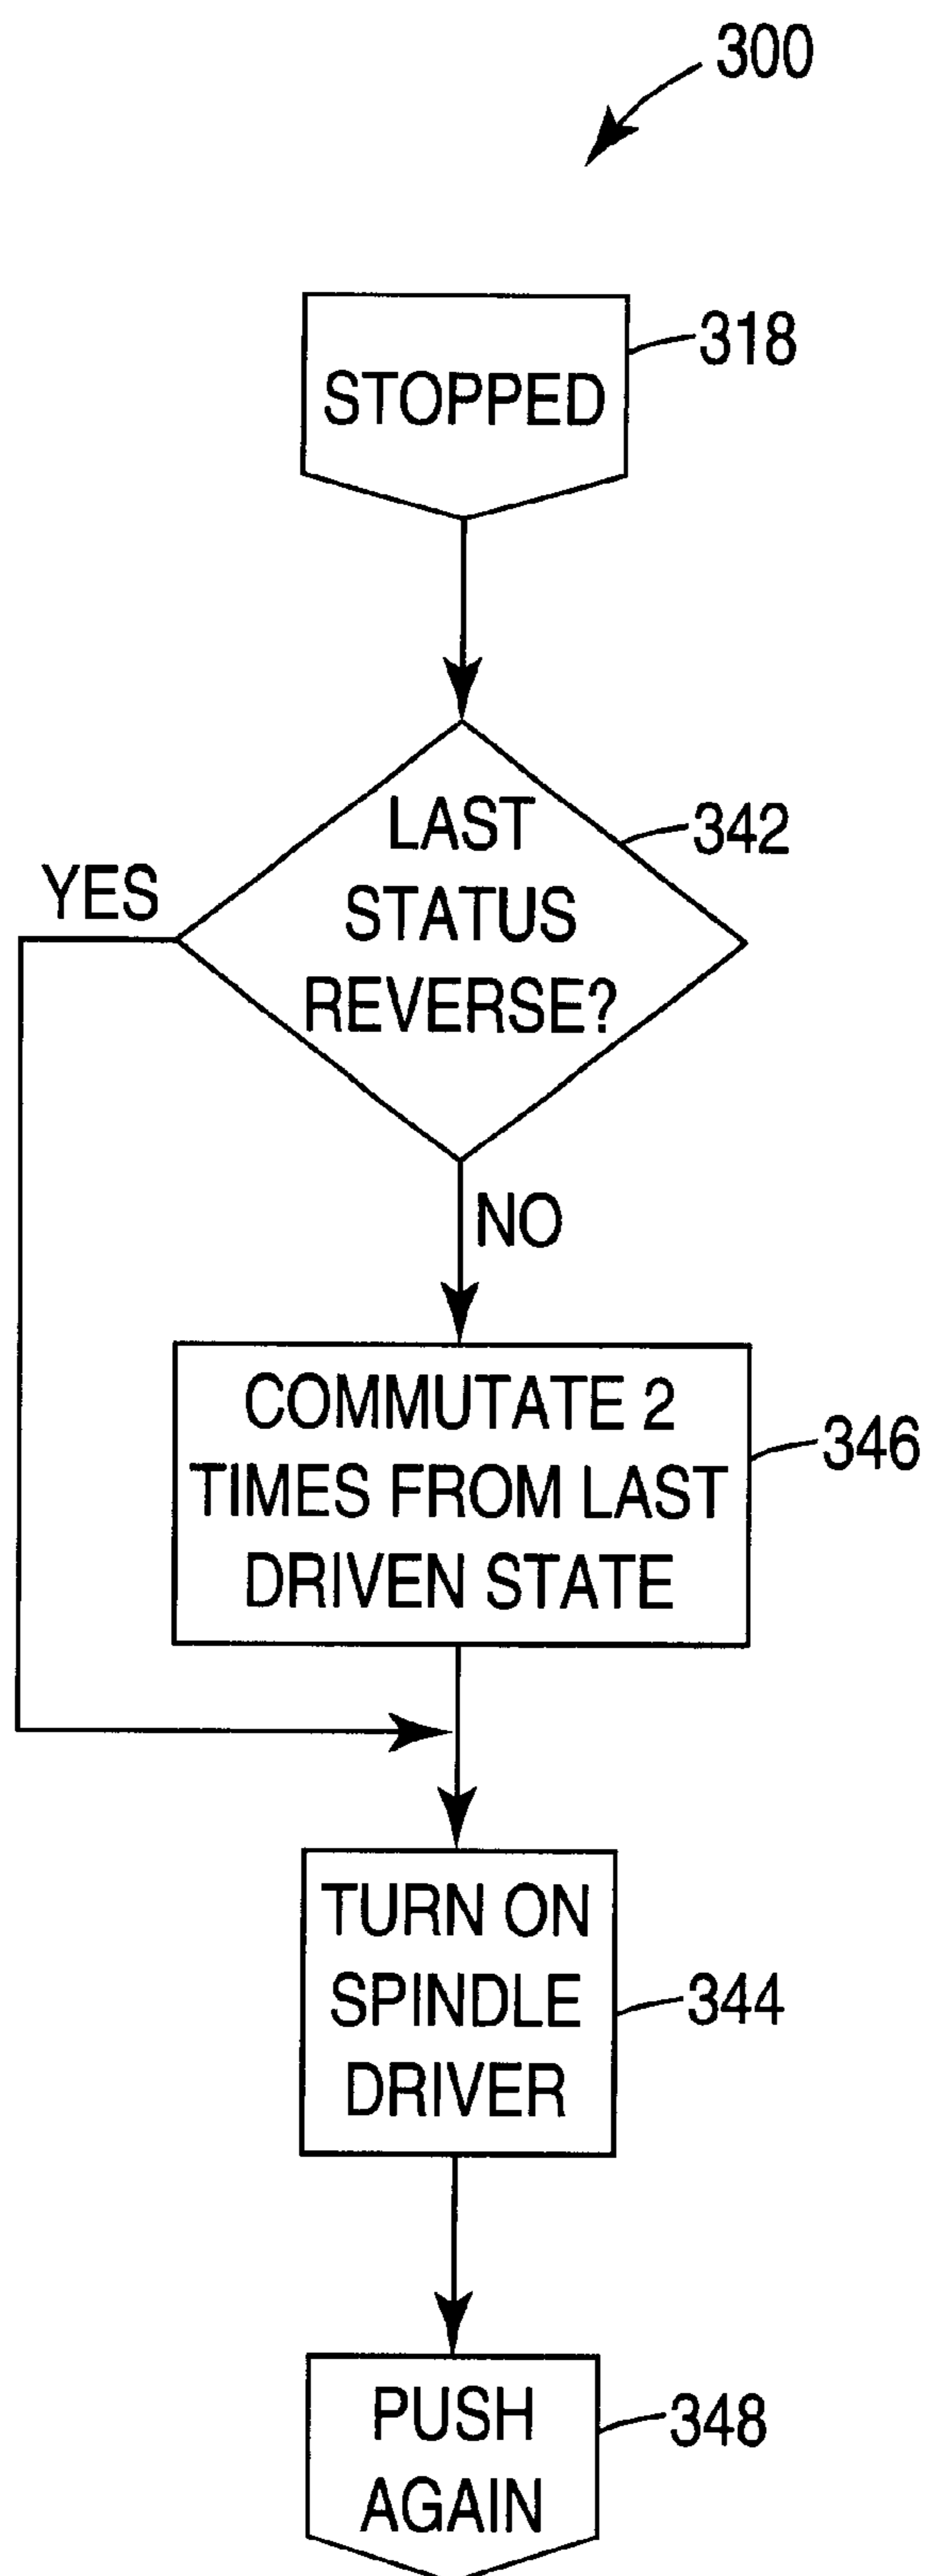 300
STOPPED
318
LAST
STATUS
REVERSE?
342
YES
NO
COMMUTATE 2
TIMES FROM LAST
DRIVEN STATE
346
TURN ON
SPINDLE
DRIVER
344
PUSH
AGAIN
348